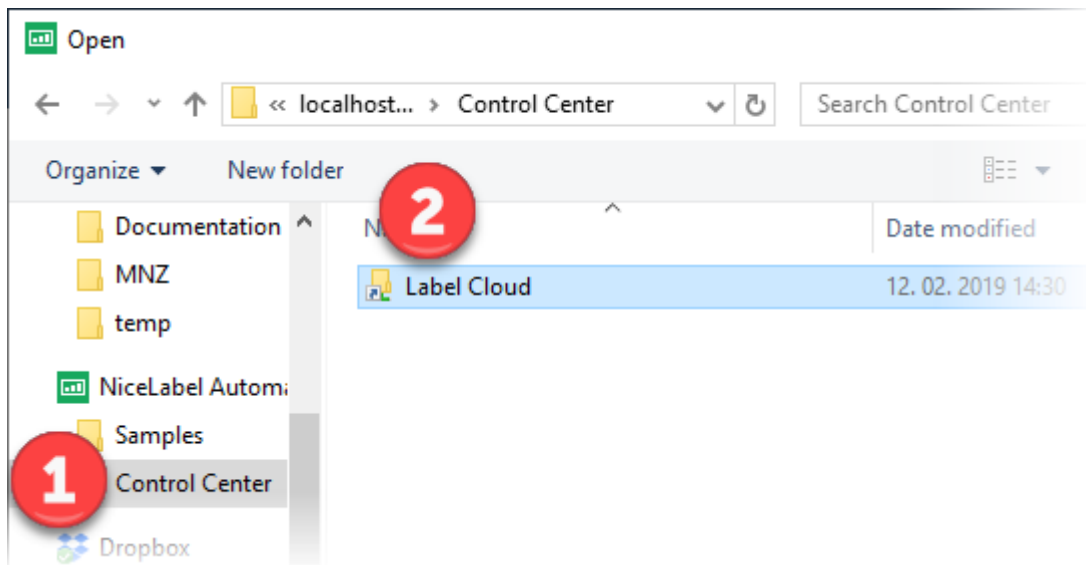 Open
« localhost... > Control Center
Search Control Center
Organize
New folder
2
Documentation
N
Date modified
MNZ
Label Cloud
12. 02. 2019 14:30
temp
NiceLabel Automa
Samples
1
Control Center
Dropbox